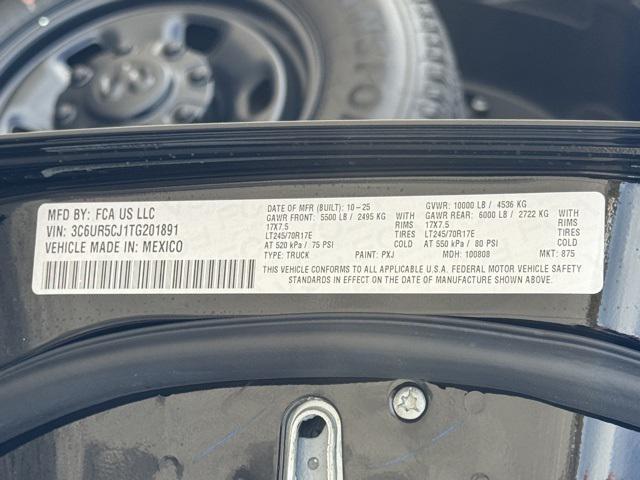 MFD BY: FCA US LLC
VIN: 3C6UR5CJ1TG201891
VEHICLE MADE IN: MEXICO
DATE OF MFR (BUILT): 10-25 GVWR: 10000 LB / 4536 KG
GAWR FRONT: 5500 LB / 2495 KG WITH GAWR REAR: 6000 LB / 2722 KG WITH
17X7.5 RIMS 17X7.5 RIMS
LT245/70R17E TIRES LT245/70R17E TIRES
AT 520 kPa / 75 PSI COLD AT 550 kPa / 80 PSI COLD
TYPE: TRUCK PAINT: PXJ MDH: 100808 MKT: 875
THIS VEHICLE CONFORMS TO ALL APPLICABLE U.S.A. FEDERAL MOTOR VEHICLE SAFETY
STANDARDS IN EFFECT ON THE DATE OF MANUFACTURE SHOWN ABOVE.